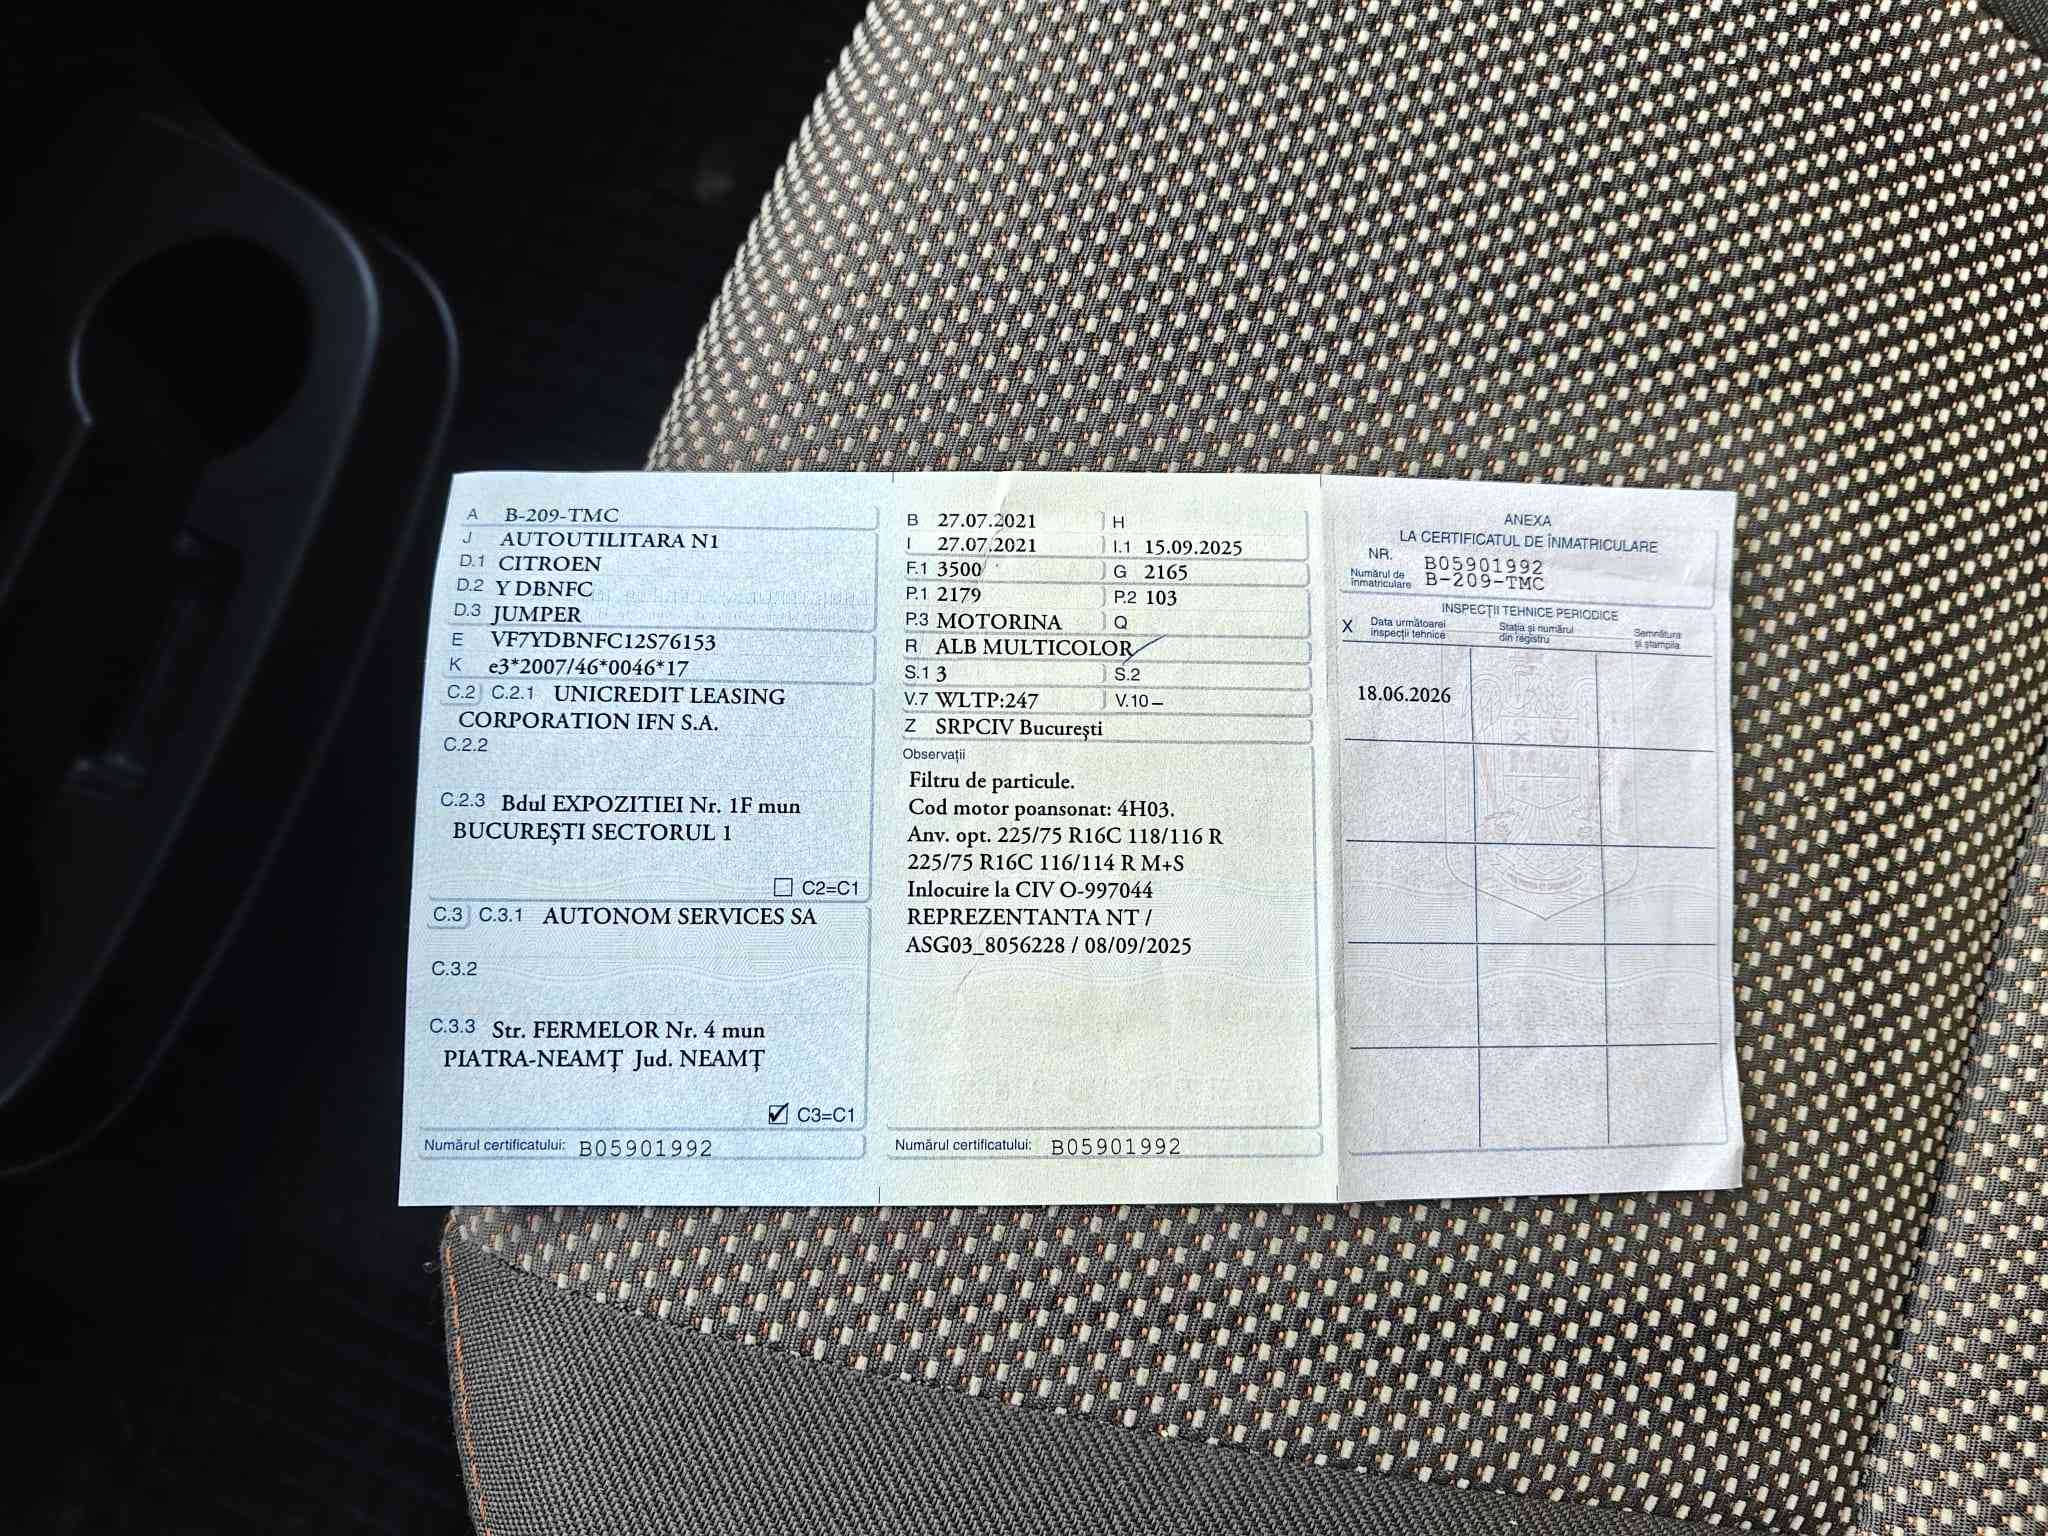 A B-209-TMC
J AUTOUTILITARA N1
D.1 CITROEN
D.2 Y DBNFC
D.3 JUMPER
E VF7YDBNFC12S76153
K e3*2007/46*0046*17
C.2 C.2.1 UNICREDIT LEASING
CORPORATION IFN S.A.
C.2.2
C.2.3 Bdul EXPOZITIEI Nr. 1F mun
BUCUREŞTI SECTORUL 1
C2=C1
C.3 C.3.1 AUTONOM SERVICES SA
C.3.2
C.3.3 Str. FERMELOR Nr. 4 mun
PIATRA-NEAMŢ Jud. NEAMŢ
C3=C1
Numărul certificatului: B05901992
B 27.07.2021 H
I 27.07.2021 I.1 15.09.2025
F.1 3500 G 2165
P.1 2179 P.2 103
P.3 MOTORINA Q
R ALB MULTICOLOR
S.1 3 S.2
V.7 WLTP:247 V.10 –
Z SRPCIV Bucureşti
Observaţii
Filtru de particule.
Cod motor poansonat: 4H03.
Anv. opt. 225/75 R16C 118/116 R
225/75 R16C 116/114 R M+S
Inlocuire la CIV O-997044
REPREZENTANTA NT /
ASG03_8056228 / 08/09/2025
Numărul certificatului: B05901992
ANEXA
LA CERTIFICATUL DE ÎNMATRICULARE
NR. B05901992
Numărul de înmatriculare B-209-TMC
INSPECŢII TEHNICE PERIODICE
X Data următoarei inspecţii tehnice Staţia şi numărul din registru Semnătura şi ştampila
18.06.2026